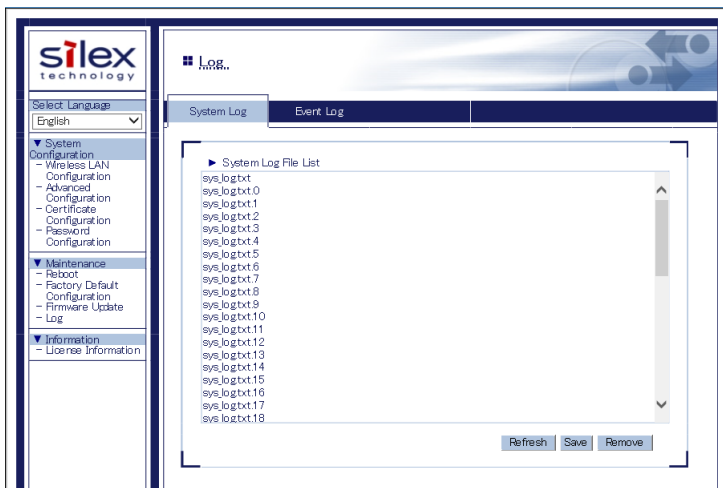 silex
technology
Select Language
English
▼ System
Configuration
- Wireless LAN
Configuration
- Advanced
Configuration
- Certificate
Configuration
- Password
Configuration
▼ Maintenance
- Reboot
- Factory Default
Configuration
- Firmware Update
- Log
▼ Information
- License Information
Log
System Log Event Log
► System Log File List
sys_log.txt
sys_log.txt.0
sys_log.txt.1
sys_log.txt.2
sys_log.txt.3
sys_log.txt.4
sys_log.txt.5
sys_log.txt.6
sys_log.txt.7
sys_log.txt.8
sys_log.txt.9
sys_log.txt.10
sys_log.txt.11
sys_log.txt.12
sys_log.txt.13
sys_log.txt.14
sys_log.txt.15
sys_log.txt.16
sys_log.txt.17
sys_log.txt.18
Refresh Save Remove